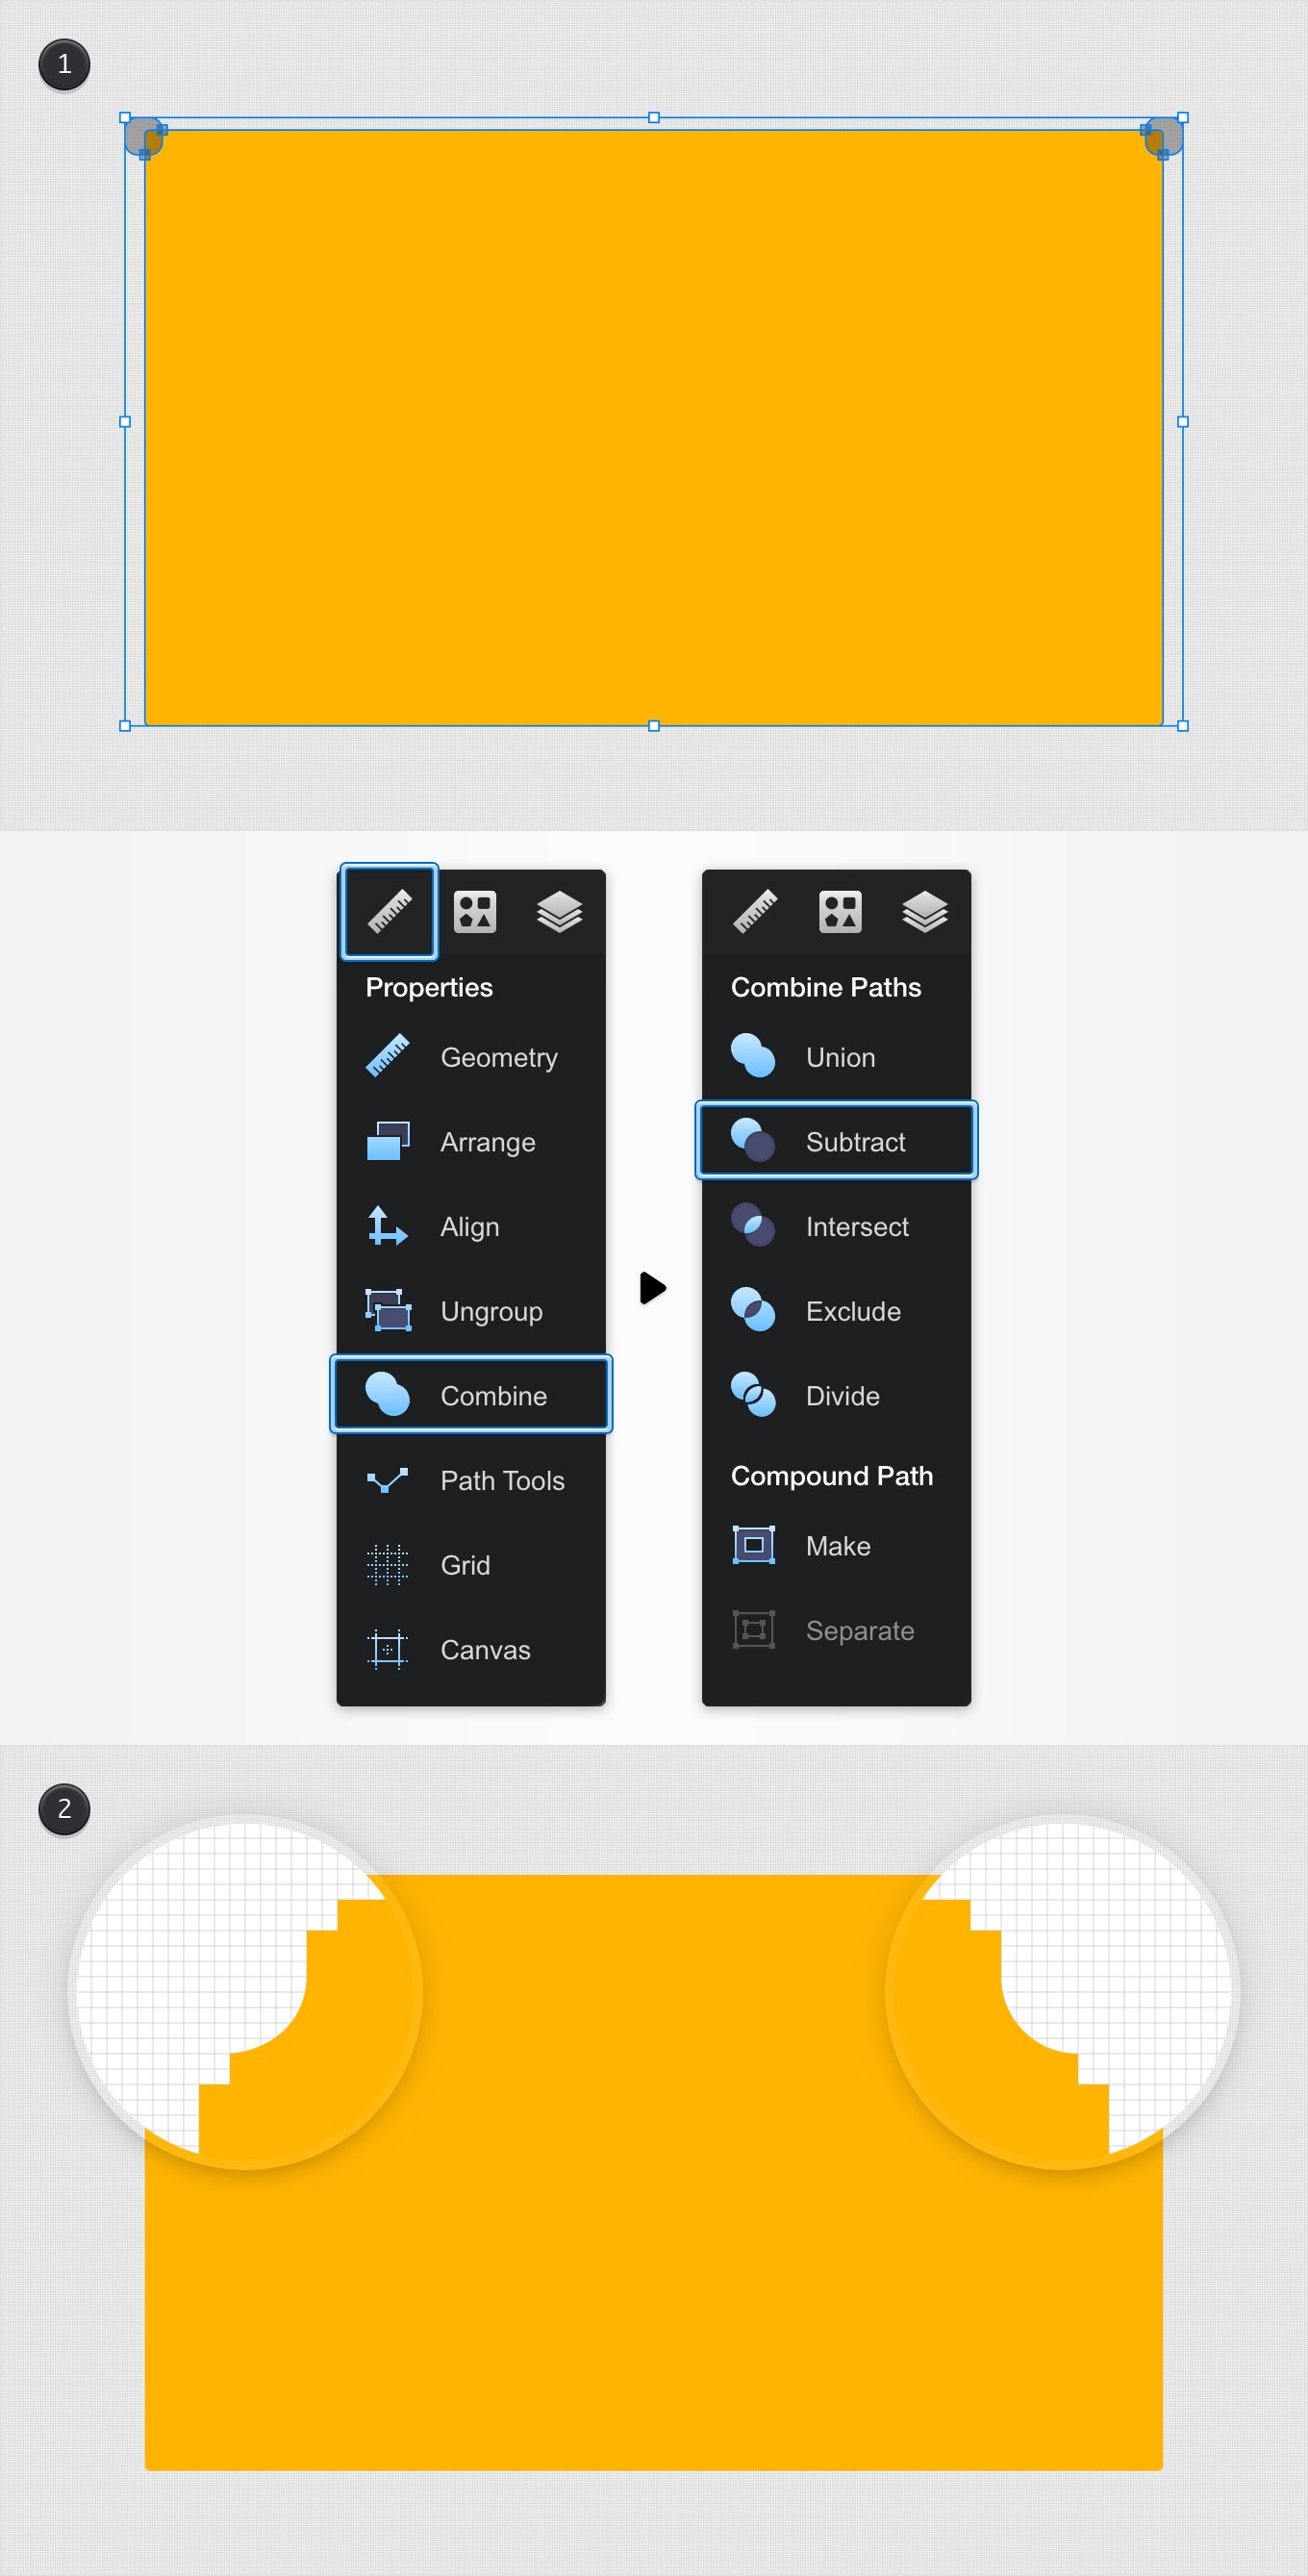 1
Properties
Geometry
Arrange
Align
Ungroup
Combine
Path Tools
Grid
Canvas
Combine Paths
Union
Subtract
Intersect
Exclude
Divide
Compound Path
Make
Separate
2